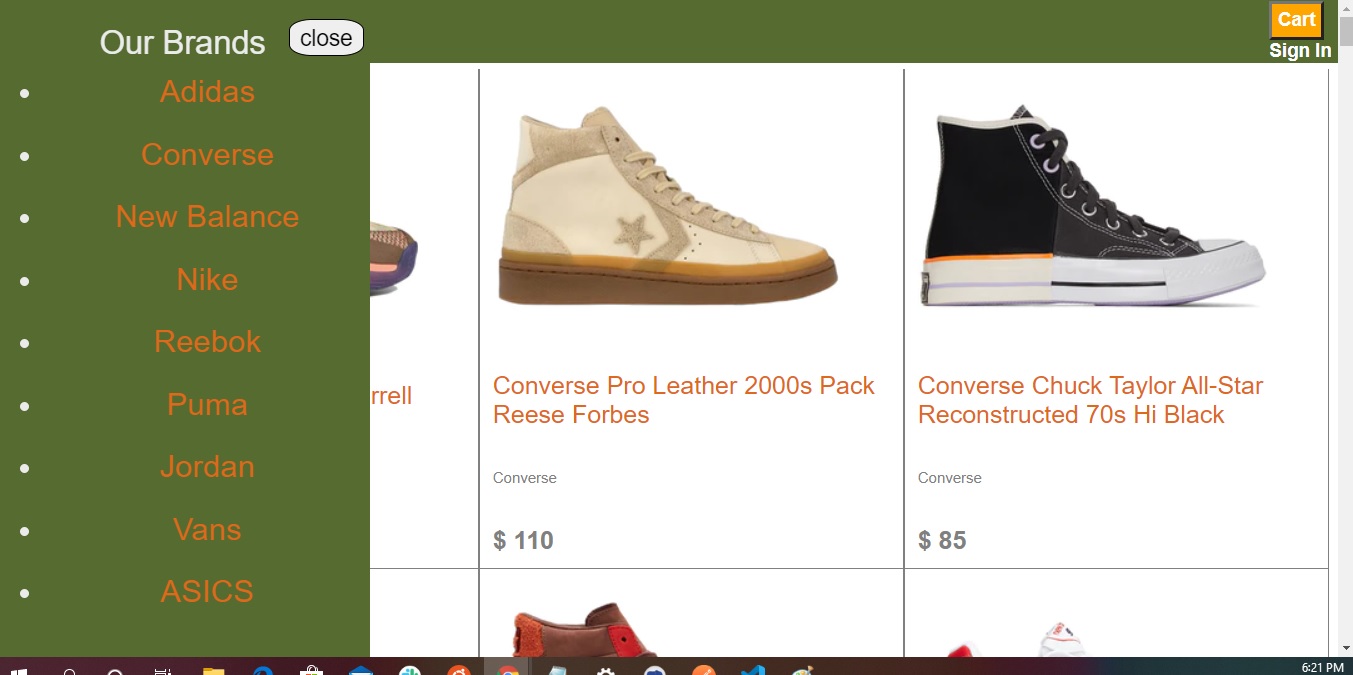 Our Brands
close
Cart
Sign In
Adidas
Converse
New Balance
Nike
Reebok
Puma
Jordan
Vans
ASICS
rrell
Converse Pro Leather 2000s Pack
Reese Forbes
Converse
$ 110
Converse Chuck Taylor All-Star
Reconstructed 70s Hi Black
Converse
$ 85
6:21 PM